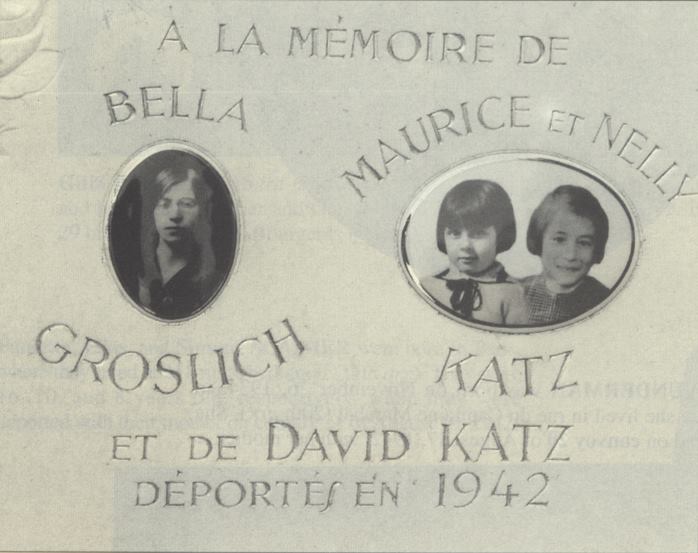 A LA MÉMOIRE DE
BELLA
MAURICE ET NELLY
GROSLICH
KATZ
ET DE DAVID KATZ
DÉPORTÉS EN 1942